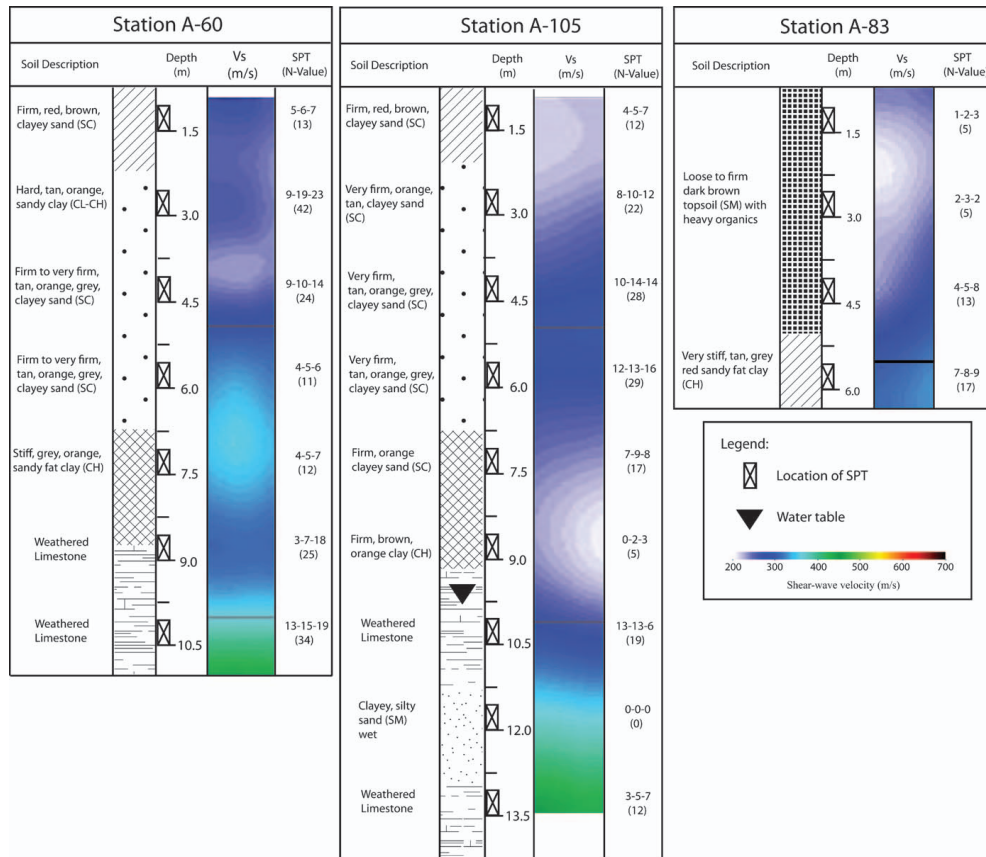 Station A-60
Soil Description
Depth
(m)
Vs
(m/s)
SPT
(N-Value)
Firm, red, brown,
clayey sand (SC)
1.5
5-6-7
(13)
Hard, tan, orange,
sandy clay (CL-CH)
3.0
9-19-23
(42)
Firm to very firm,
tan, orange, grey,
clayey sand (SC)
4.5
9-10-14
(24)
Firm to very firm,
tan, orange, grey,
clayey sand (SC)
6.0
4-5-6
(11)
Stiff, grey, orange,
sandy fat clay (CH)
7.5
4-5-7
(12)
Weathered
Limestone
9.0
3-7-18
(25)
Weathered
Limestone
10.5
13-15-19
(34)
Station A-105
Soil Description
Depth
(m)
Vs
(m/s)
SPT
(N-Value)
Firm, red, brown,
clayey sand (SC)
1.5
4-5-7
(12)
Very firm, orange,
tan, clayey sand
(SC)
3.0
8-10-12
(22)
Very firm,
tan, orange, grey,
clayey sand (SC)
4.5
10-14-14
(28)
Very firm,
tan, orange, grey,
clayey sand (SC)
6.0
12-13-16
(29)
Firm, orange
clayey sand (SC)
7.5
7-9-8
(17)
Firm, brown,
orange clay (CH)
9.0
0-2-3
(5)
Weathered
Limestone
10.5
13-13-6
(19)
Clayey, silty
sand (SM)
wet
12.0
0-0-0
(0)
Weathered
Limestone
13.5
3-5-7
(12)
Station A-83
Soil Description
Depth
(m)
Vs
(m/s)
SPT
(N-Value)
1.5
1-2-3
(5)
Loose to firm
dark brown
topsoil (SM) with
heavy organics
3.0
2-3-2
(5)
4.5
4-5-8
(13)
Very stiff, tan, grey
red sandy fat clay
(CH)
6.0
7-8-9
(17)
Legend:
Location of SPT
Water table
200 300 400 500 600 700
Shear-wave velocity (m/s)